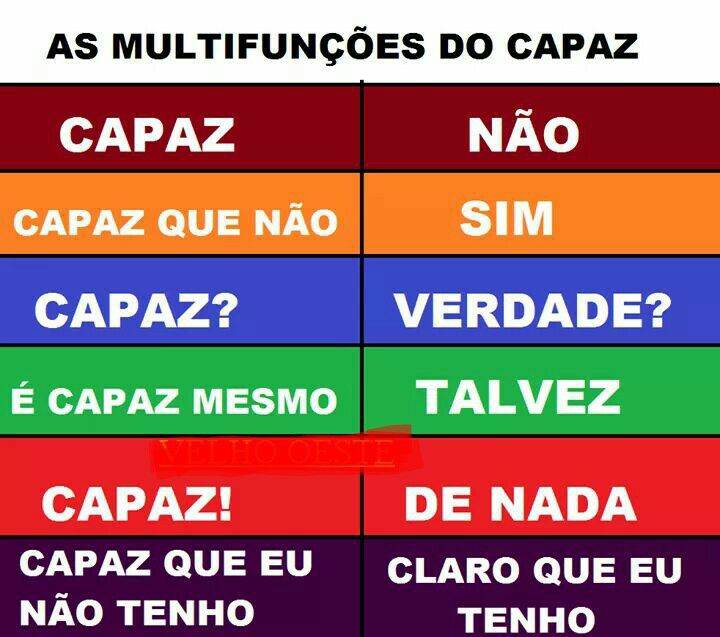 AS MULTIFUNÇÕES DO CAPAZ
CAPAZ NÃO
CAPAZ QUE NÃO SIM
CAPAZ? VERDADE?
É CAPAZ MESMO TALVEZ
VELHO OESTE
CAPAZ! DE NADA
CAPAZ QUE EU
NÃO TENHO
CLARO QUE EU
TENHO